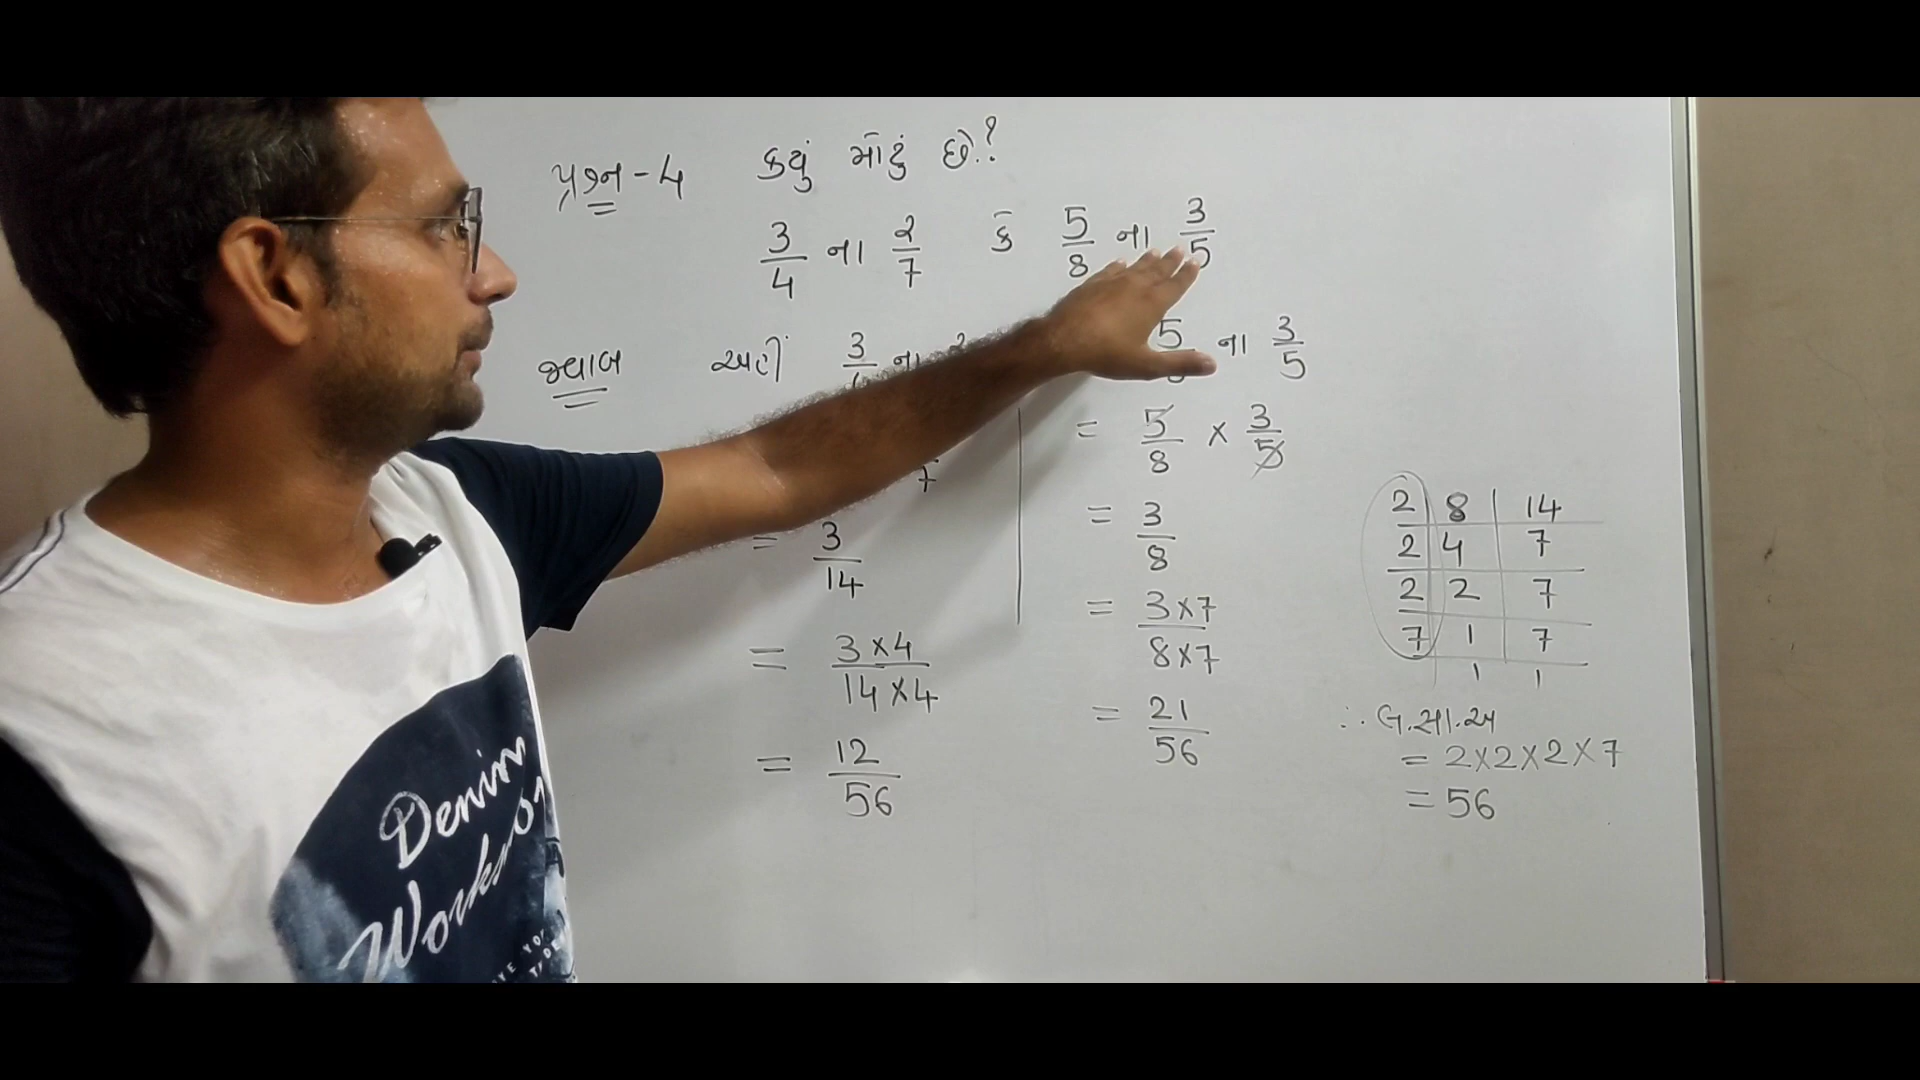 પ્રશ્ન-4 કયું મોટું છે.?
3/4 ના 2/7 કે 5/8 ના 3/5
જવાબ અહીં 3/ ના 2
7
= 3/14
= 3×4/14×4
= 12/56
5/ ના 3/5
= 5/8 × 3/5
= 3/8
= 3×7/8×7
= 21/56
2 8 14
2 4 7
2 2 7
7 1 7
1 1
∴ લ.સા.અ
= 2×2×2×7
= 56
Denim